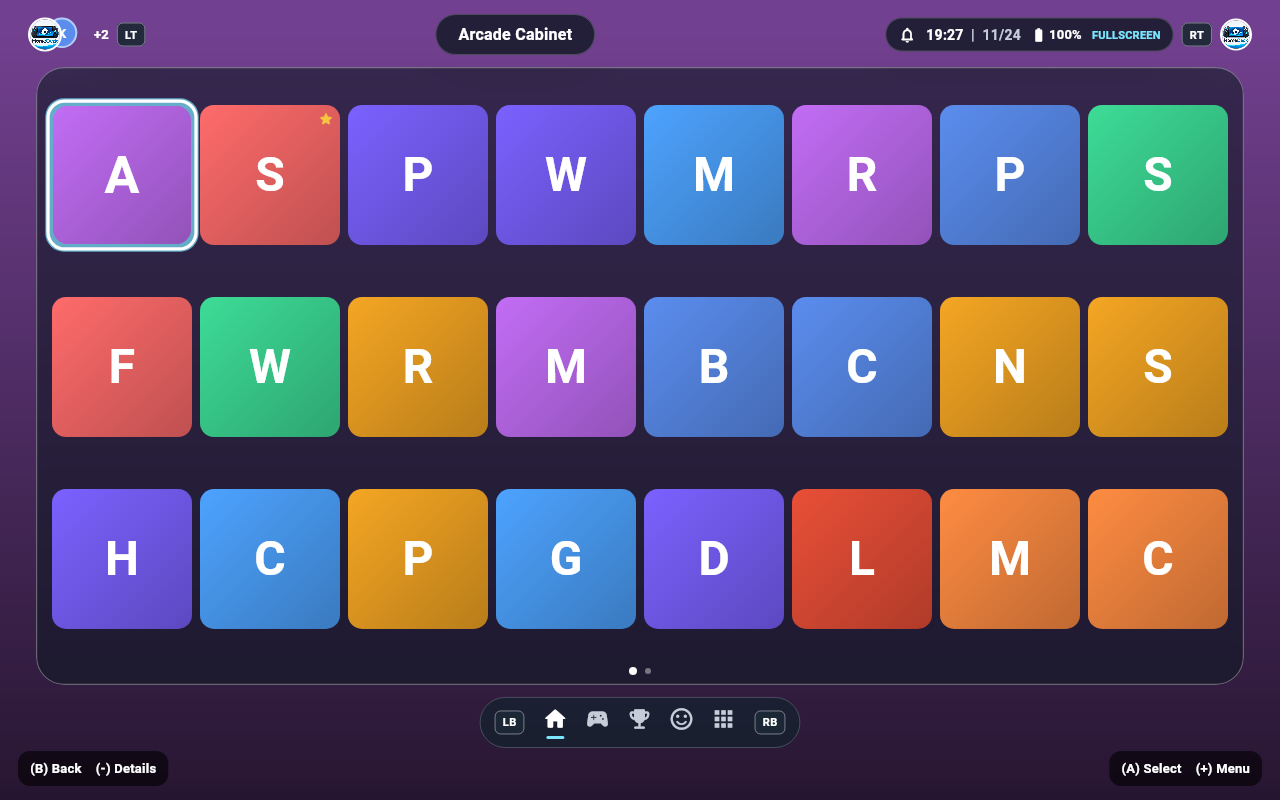 +2 LT
Arcade Cabinet
19:27 | 11/24 100% FULLSCREEN RT
A S P W M R P S
F W R M B C N S
H C P G D L M C
LB RB
(B) Back (-) Details
(A) Select (+) Menu